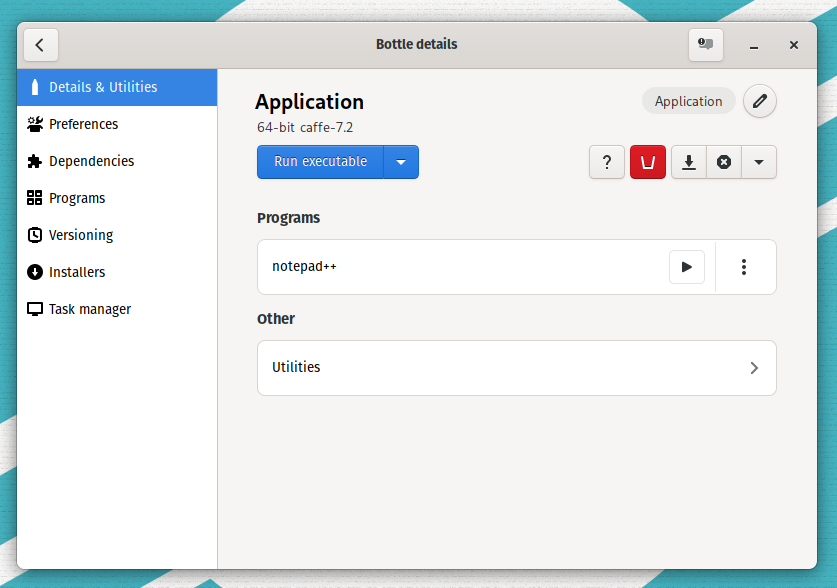 Bottle details
Details & Utilities
Preferences
Dependencies
Programs
Versioning
Installers
Task manager
Application
Application
64-bit caffe-7.2
Run executable
?
Programs
notepad++
Other
Utilities